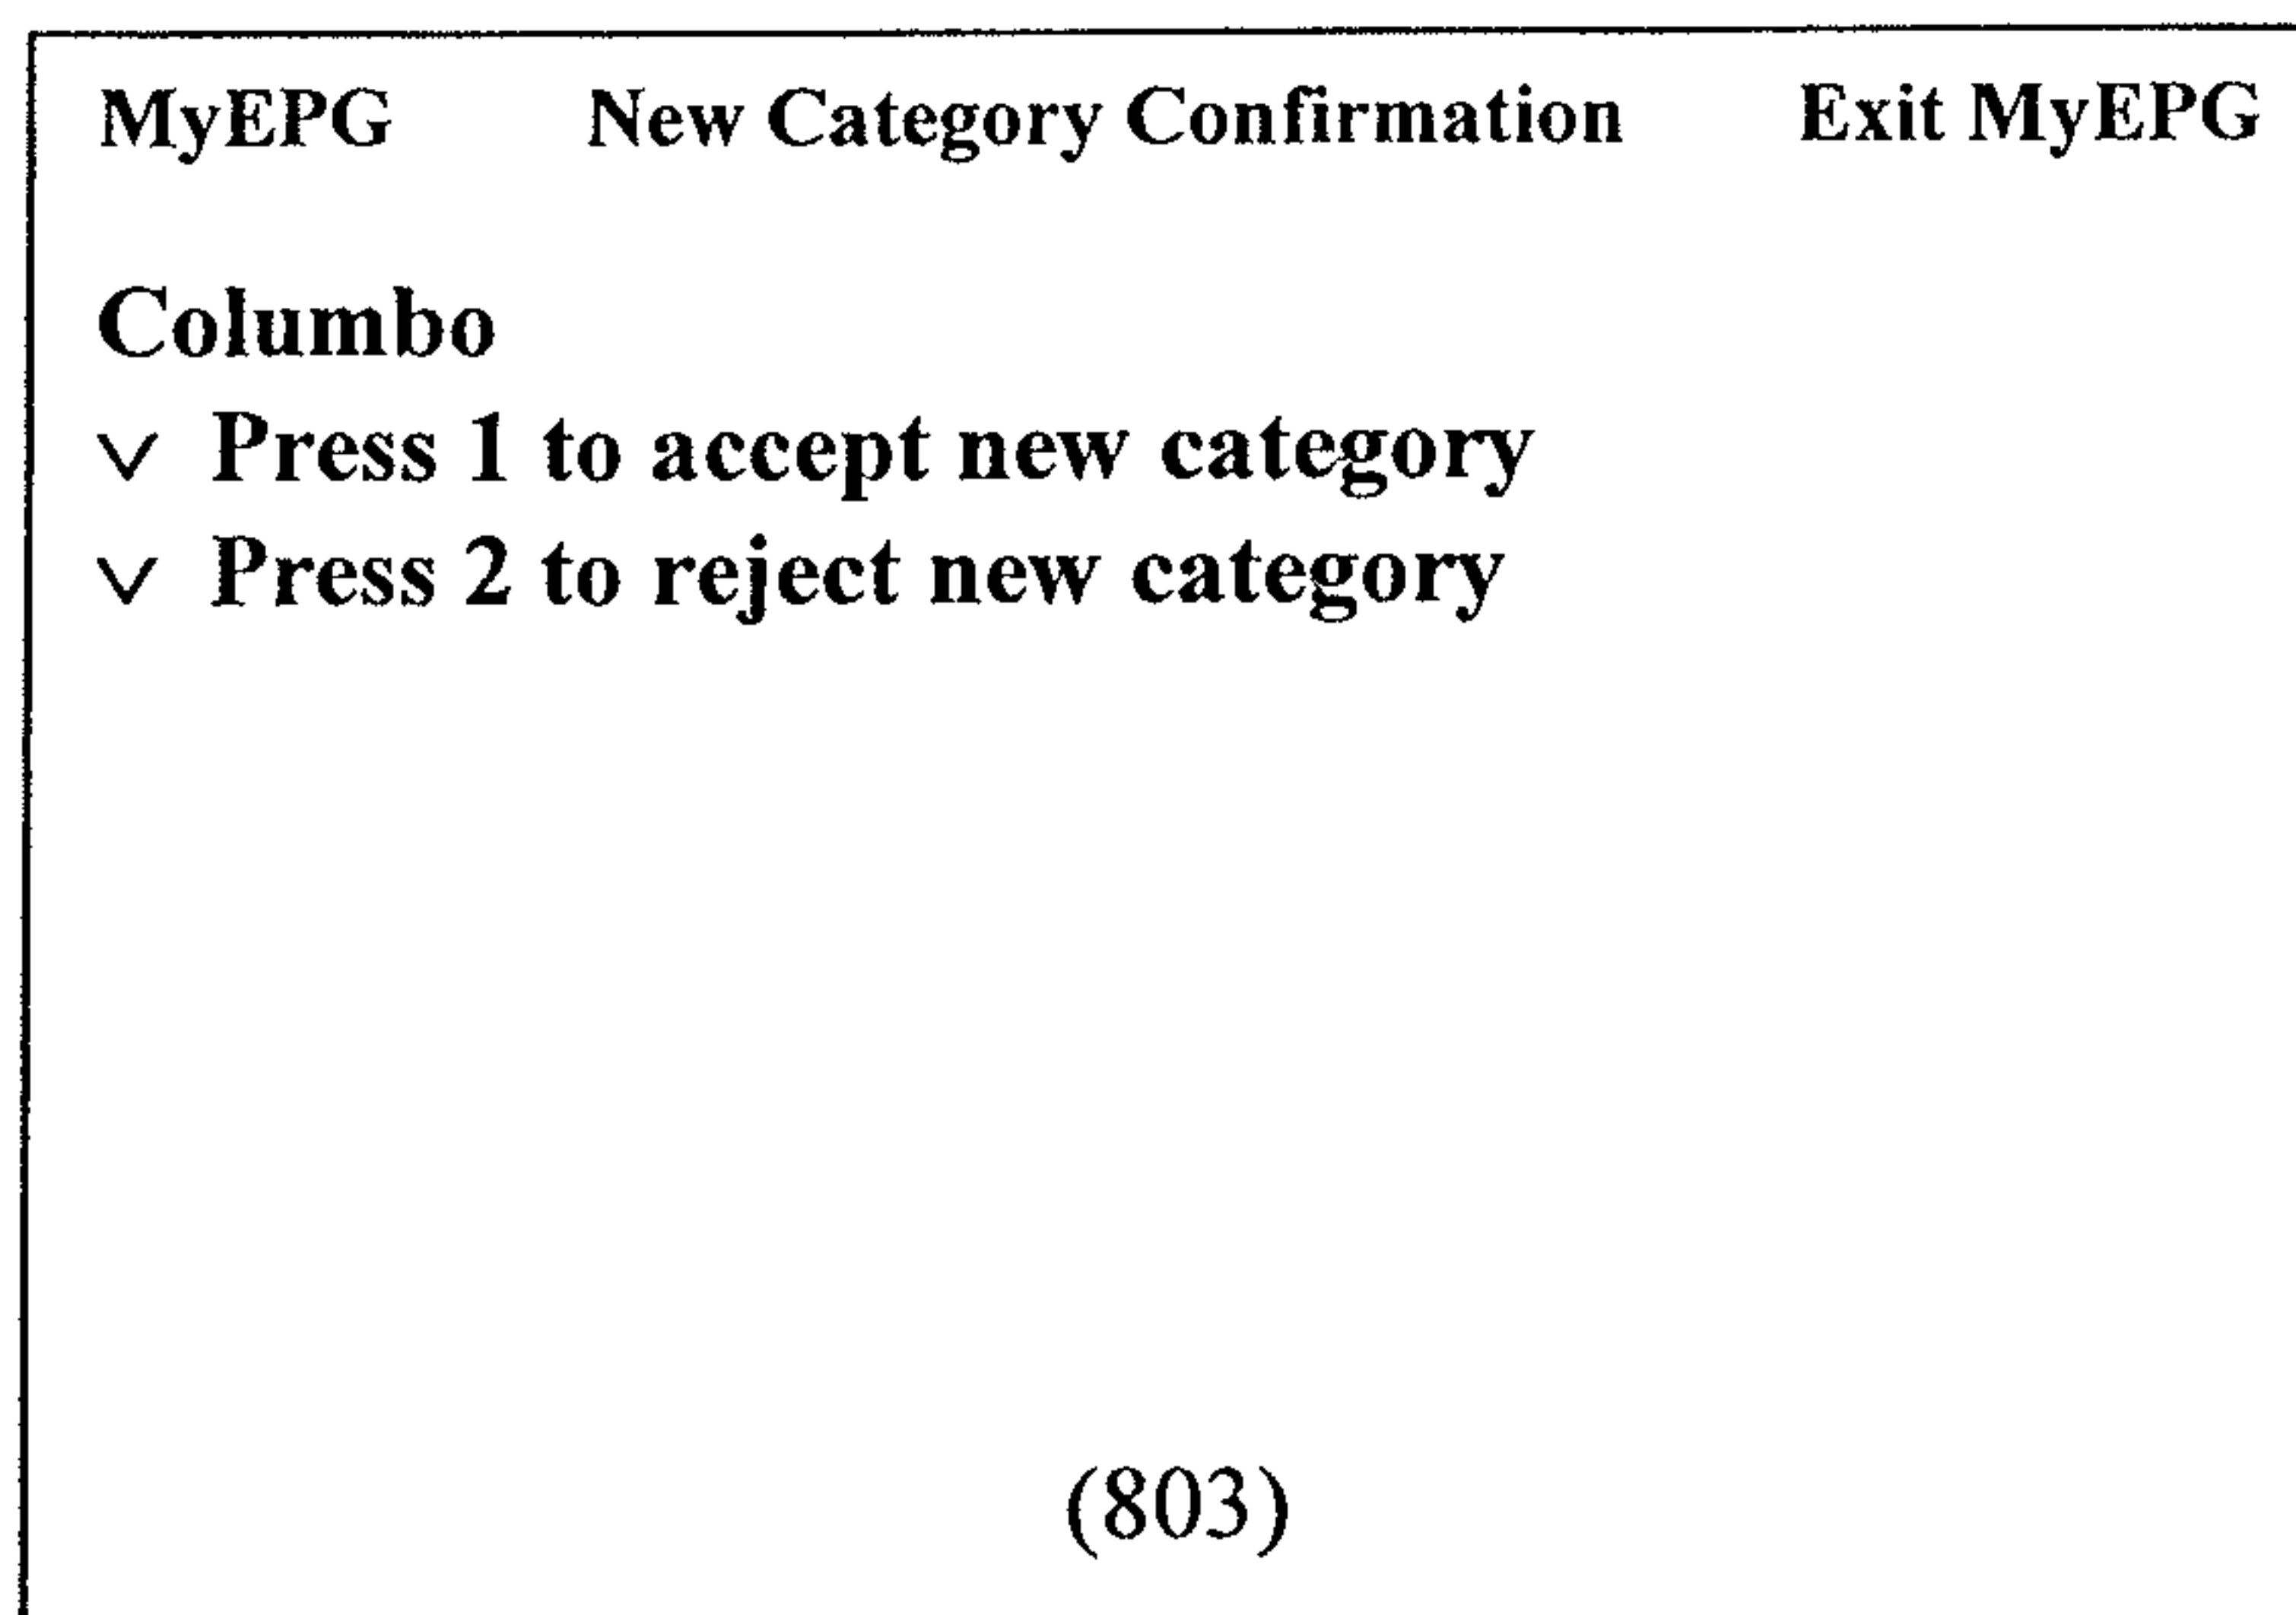 MyEPG New Category Confirmation Exit MyEPG
Columbo
∨ Press 1 to accept new category
∨ Press 2 to reject new category
(803)